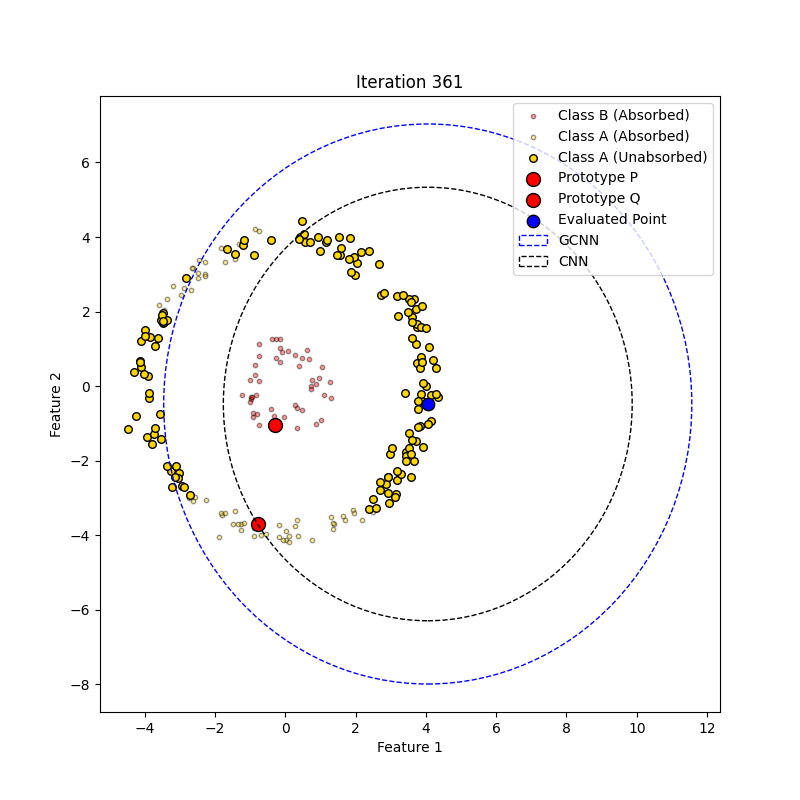 Iteration 361
Class B (Absorbed)
Class A (Absorbed)
Class A (Unabsorbed)
Prototype P
Prototype Q
Evaluated Point
GCNN
CNN
Feature 2
6
4
2
0
−2
−4
−6
−8
−4
−2
0
2
4
6
8
10
12
Feature 1